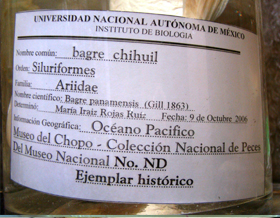 UNIVERSIDAD NACIONAL AUTÓNOMA DE MÉXICO
INSTITUTO DE BIOLOGIA
Nombre común: bagre chihuil
Orden: Siluriformes
Familia: Ariidae
Nombre científico: Bagre panamensis (Gill 1863)
Determinó: María Iraiz Rojas Ruiz Fecha: 9 de Octubre 2006
Información Geográfica: Océano Pacifico
Museo del Chopo - Colección Nacional de Peces
Del Museo Nacional No. ND
Ejemplar histórico